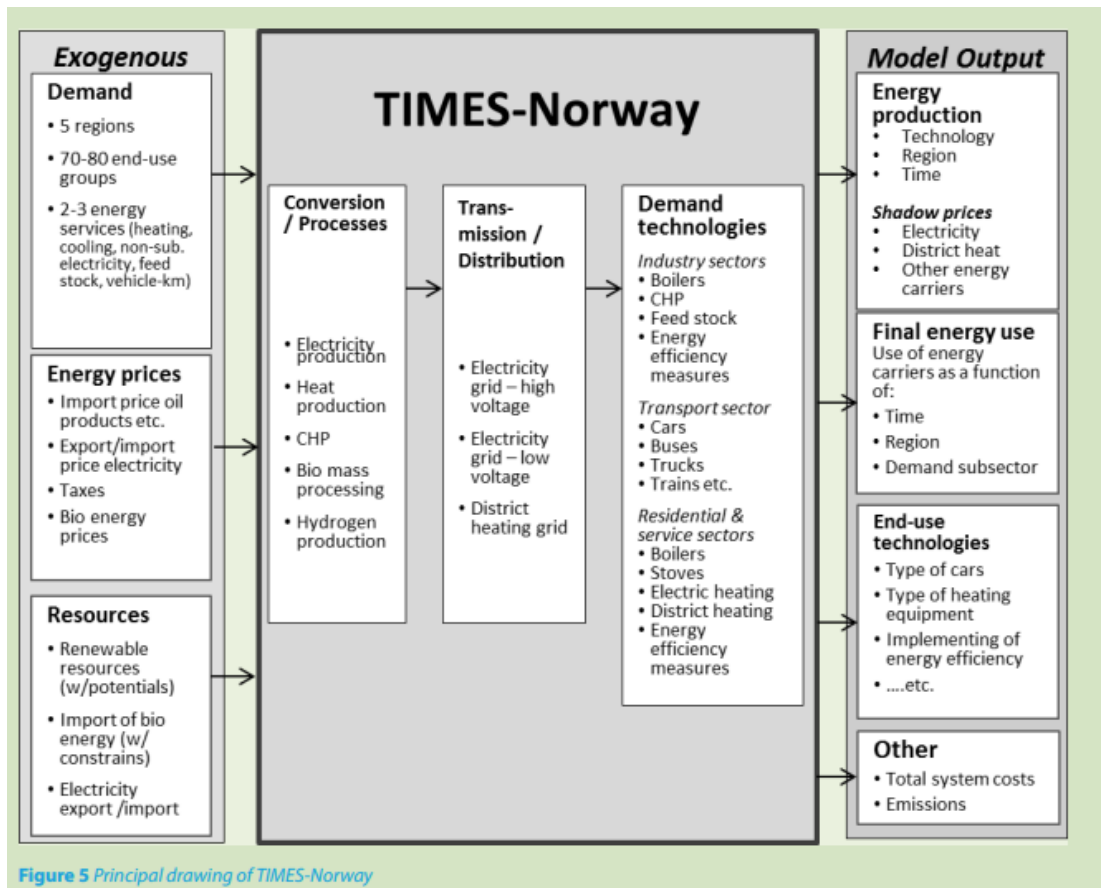 Exogenous
Demand
• 5 regions
• 70-80 end-use
groups
• 2-3 energy
services (heating,
cooling, non-sub.
electricity, feed
stock, vehicle-km)
Energy prices
• Import price oil
products etc.
• Export/import
price electricity
• Taxes
• Bio energy
prices
Resources
• Renewable
resources
(w/potentials)
• Import of bio
energy (w/
constrains)
• Electricity
export /import
TIMES-Norway
Conversion
/ Processes
• Electricity
production
• Heat
production
• CHP
• Bio mass
processing
• Hydrogen
production
Trans-
mission /
Distribution
• Electricity
grid – high
voltage
• Electricity
grid – low
voltage
• District
heating grid
Demand
technologies
Industry sectors
• Boilers
• CHP
• Feed stock
• Energy
efficiency
measures
Transport sector
• Cars
• Buses
• Trucks
• Trains etc.
Residential &
service sectors
• Boilers
• Stoves
• Electric heating
• District heating
• Energy
efficiency
measures
Model Output
Energy
production
• Technology
• Region
• Time
Shadow prices
• Electricity
• District heat
• Other energy
carriers
Final energy use
Use of energy
carriers as a function
of:
• Time
• Region
• Demand subsector
End-use
technologies
• Type of cars
• Type of heating
equipment
• Implementing of
energy efficiency
• ....etc.
Other
• Total system costs
• Emissions
Figure 5 Principal drawing of TIMES-Norway